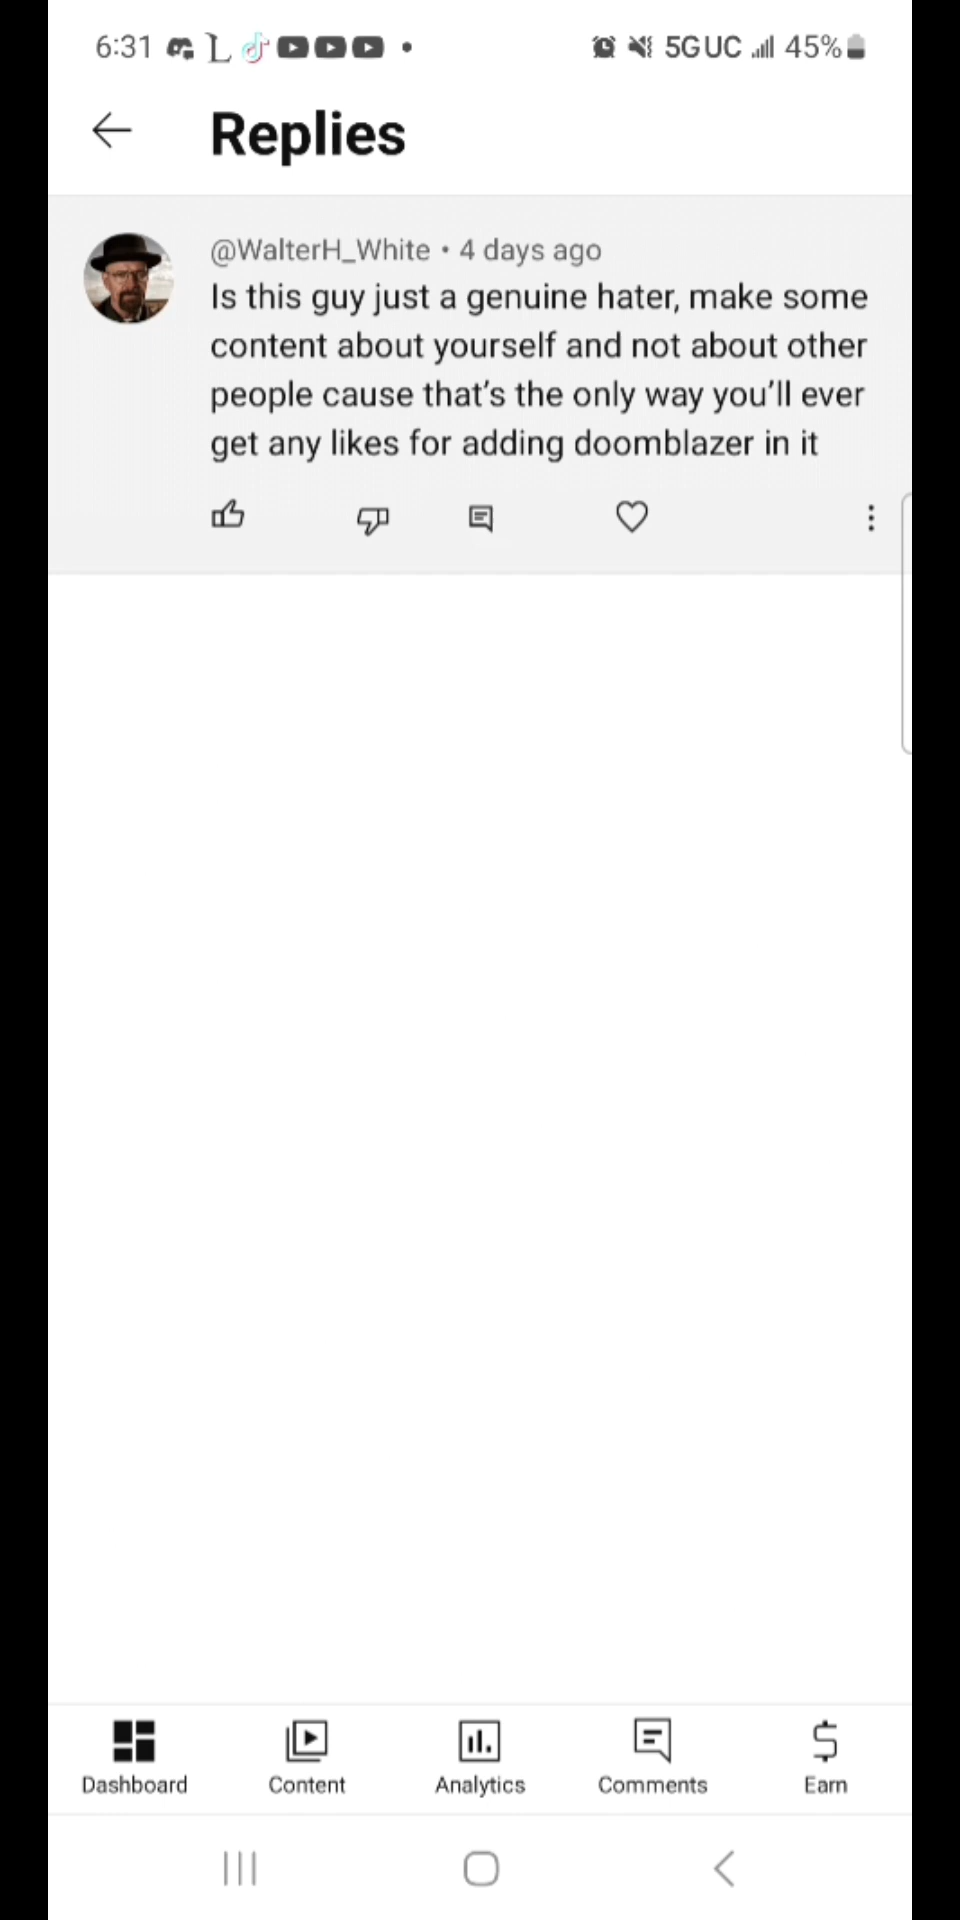 6:31 5GUC 45%
Replies
@WalterH_White • 4 days ago
Is this guy just a genuine hater, make some
content about yourself and not about other
people cause that's the only way you'll ever
get any likes for adding doomblazer in it
Dashboard Content Analytics Comments Earn